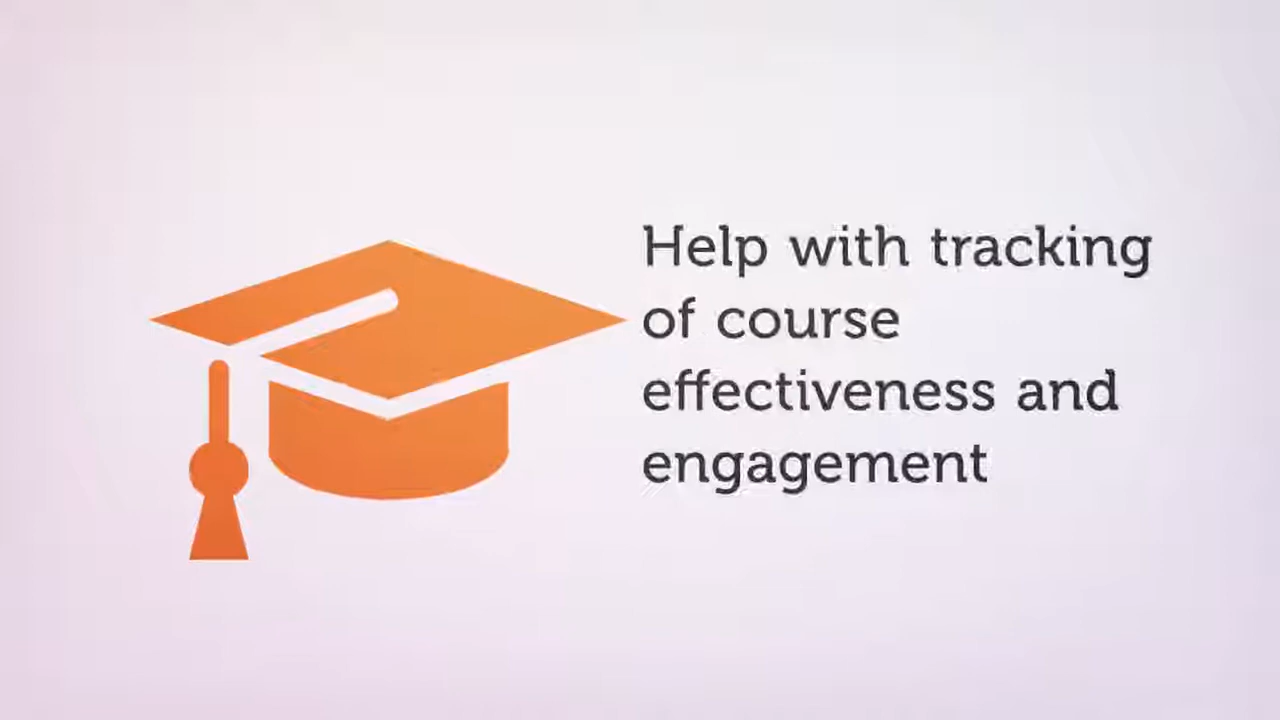 Help with tracking
of course
effectiveness and
engagement